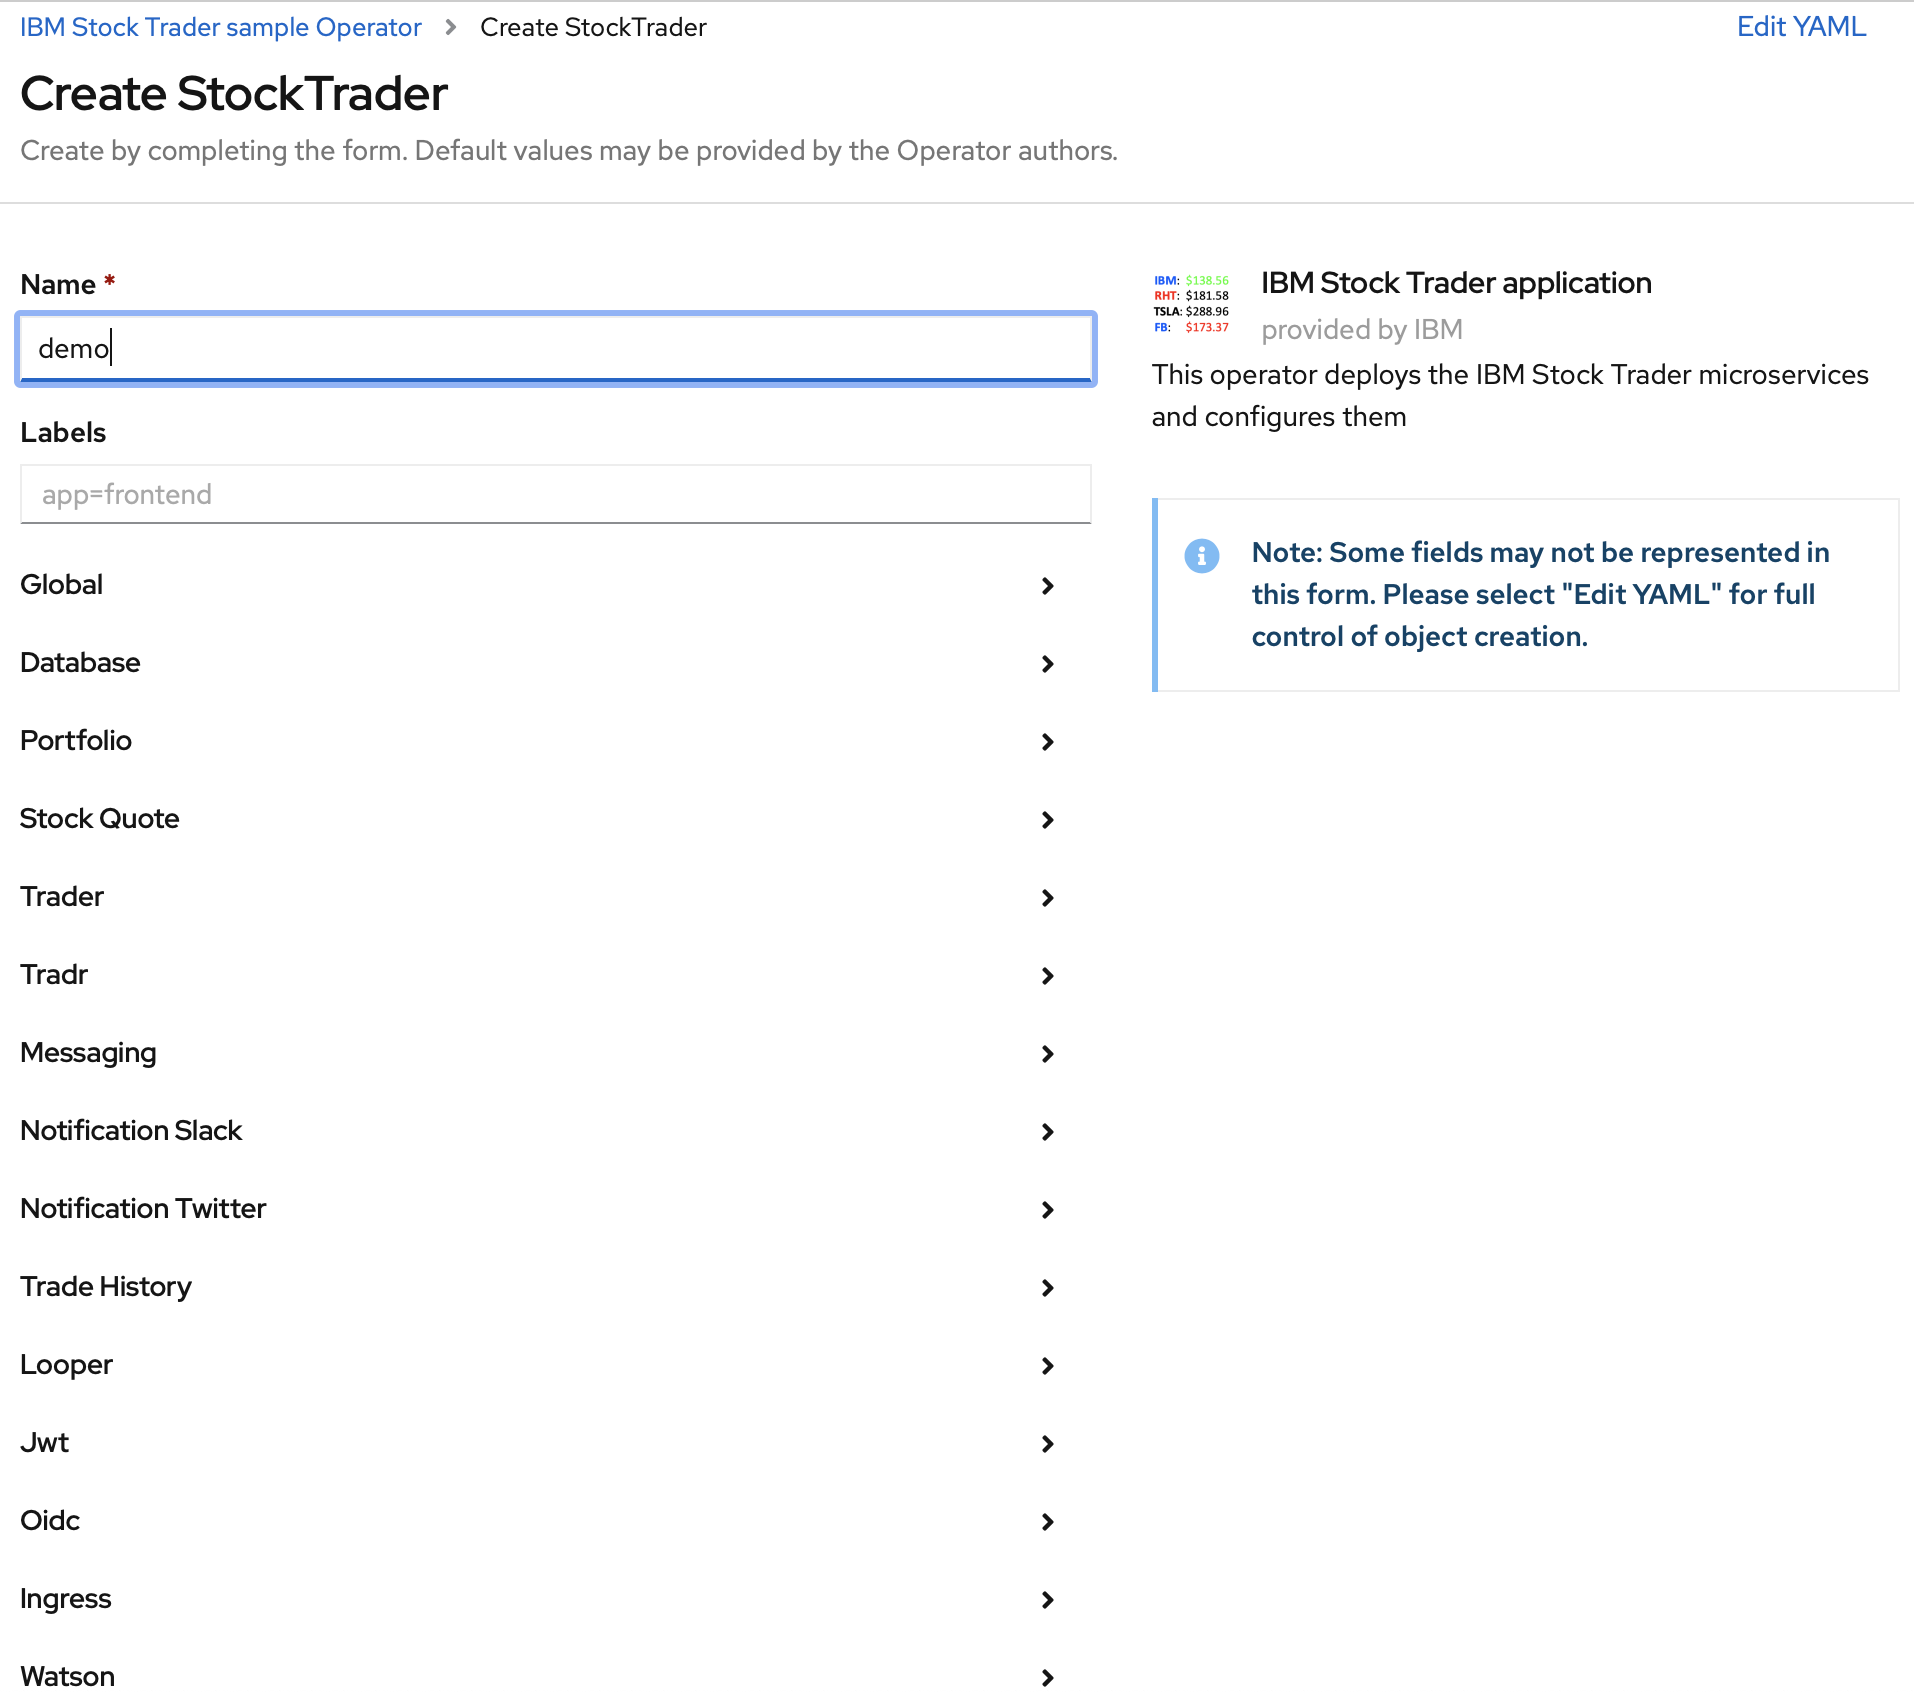 IBM Stock Trader sample Operator > Create StockTrader
Edit YAML
Create StockTrader
Create by completing the form. Default values may be provided by the Operator authors.
Name *
demo
Labels
app=frontend
Global
Database
Portfolio
Stock Quote
Trader
Tradr
Messaging
Notification Slack
Notification Twitter
Trade History
Looper
Jwt
Oidc
Ingress
Watson
IBM: $138.56
RHT: $181.58
TSLA: $288.96
FB: $173.37
IBM Stock Trader application
provided by IBM
This operator deploys the IBM Stock Trader microservices
and configures them
Note: Some fields may not be represented in
this form. Please select "Edit YAML" for full
control of object creation.